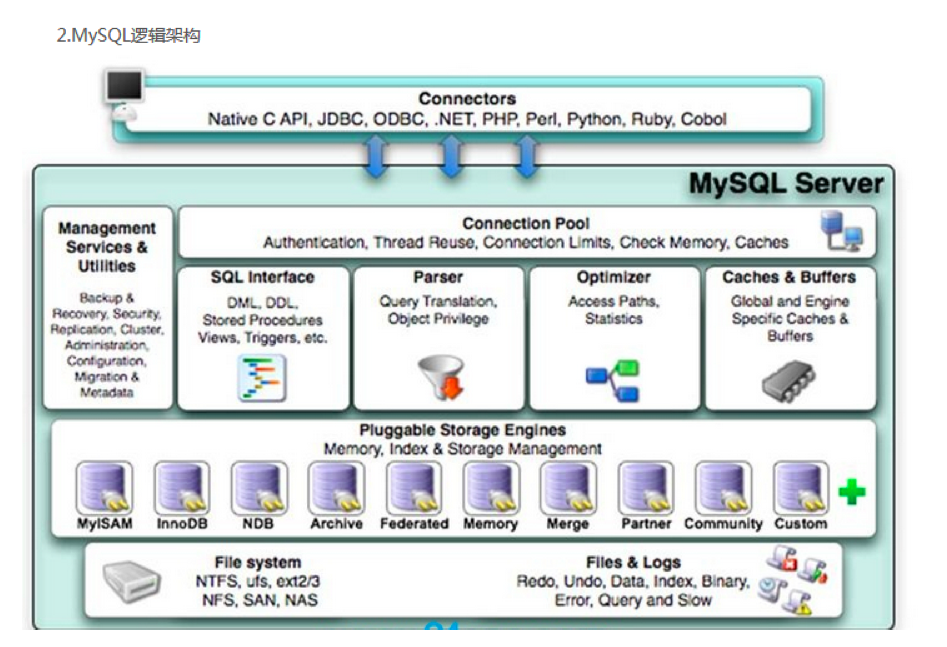 2.MySQL逻辑架构
Connectors
Native C API, JDBC, ODBC, .NET, PHP, Perl, Python, Ruby, Cobol
MySQL Server
Management
Services &
Utilities
Backup &
Recovery, Security,
Replication, Cluster,
Administration,
Configuration,
Migration &
Metadata
Connection Pool
Authentication, Thread Reuse, Connection Limits, Check Memory, Caches
SQL Interface
DML, DDL,
Stored Procedures
Views, Triggers, etc.
Parser
Query Translation,
Object Privilege
Optimizer
Access Paths,
Statistics
Caches & Buffers
Global and Engine
Specific Caches &
Buffers
Pluggable Storage Engines
Memory, Index & Storage Management
MyISAM
InnoDB
NDB
Archive
Federated
Memory
Merge
Partner
Community
Custom
File system
NTFS, ufs, ext2/3
NFS, SAN, NAS
Files & Logs
Redo, Undo, Data, Index, Binary,
Error, Query and Slow